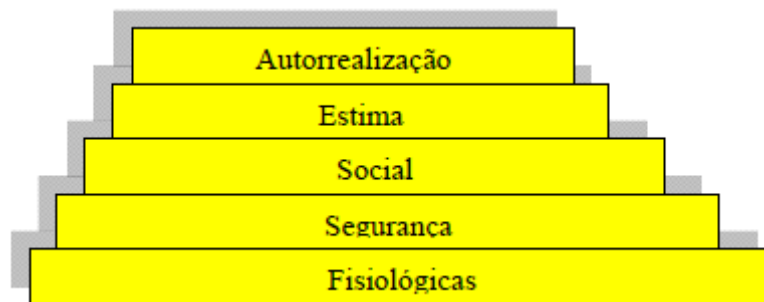 Autorrealização
Estima
Social
Segurança
Fisiológicas